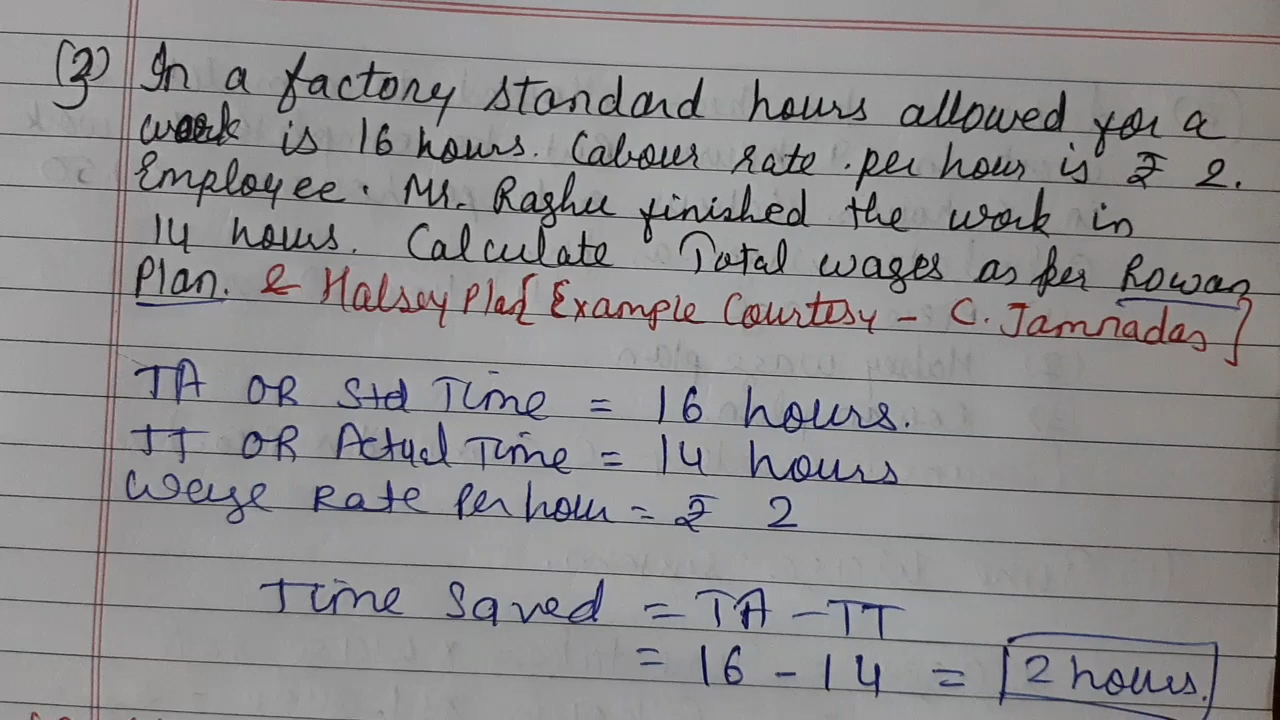 (3) In a factory standard hours allowed for a
work is 16 hours. Labour rate per hour is ₹ 2.
Employee. Mr. Raghu finished the work in
14 hours. Calculate Total wages as per Rowan
Plan. & Halsey Plan [Example Courtesy - C. Jamnadas]
TA OR Std Time = 16 hours.
TT OR Actual Time = 14 hours
Wage Rate per hour = ₹ 2
Time Saved = TA - TT
= 16 - 14 = 2 hours.